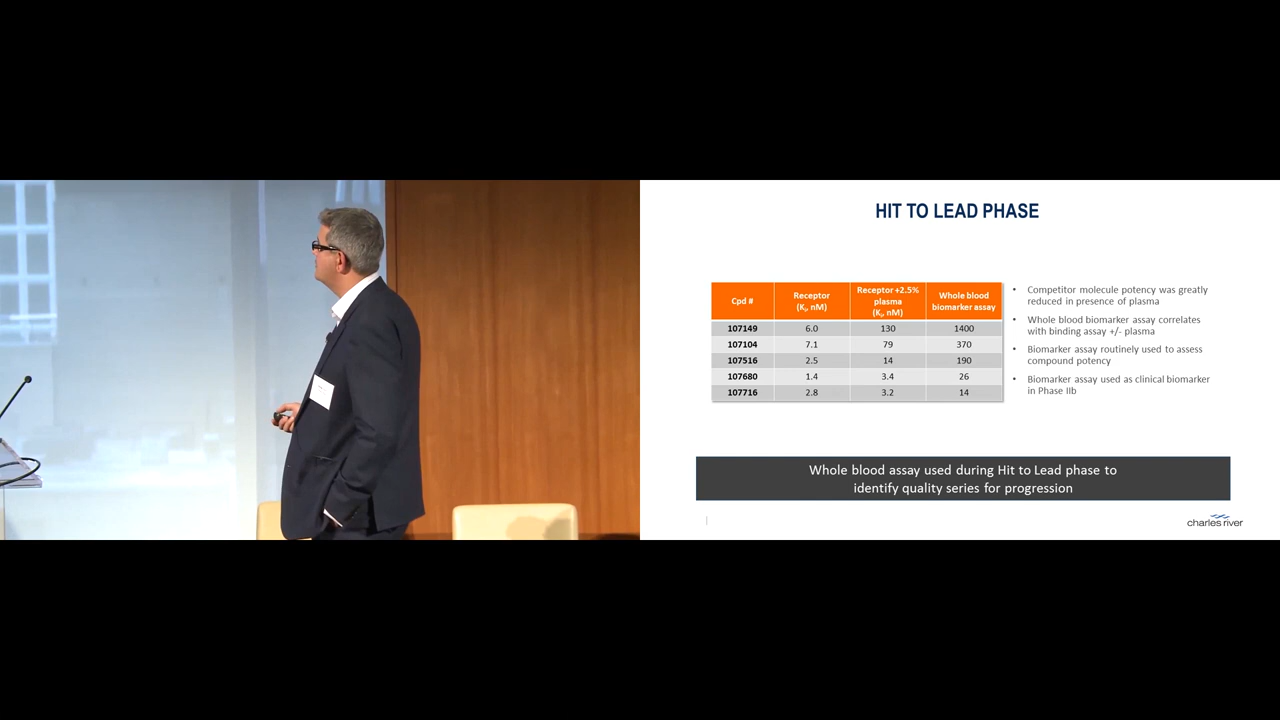 HIT TO LEAD PHASE
Cpd # Receptor (Ki, nM) Receptor +2.5% plasma (Ki, nM) Whole blood biomarker assay
107149 6.0 130 1400
107104 7.1 79 370
107516 2.5 14 190
107680 1.4 3.4 26
107716 2.8 3.2 14
• Competitor molecule potency was greatly
reduced in presence of plasma
• Whole blood biomarker assay correlates
with binding assay +/- plasma
• Biomarker assay routinely used to assess
compound potency
• Biomarker assay used as clinical biomarker
in Phase IIb
Whole blood assay used during Hit to Lead phase to
identify quality series for progression
charles river